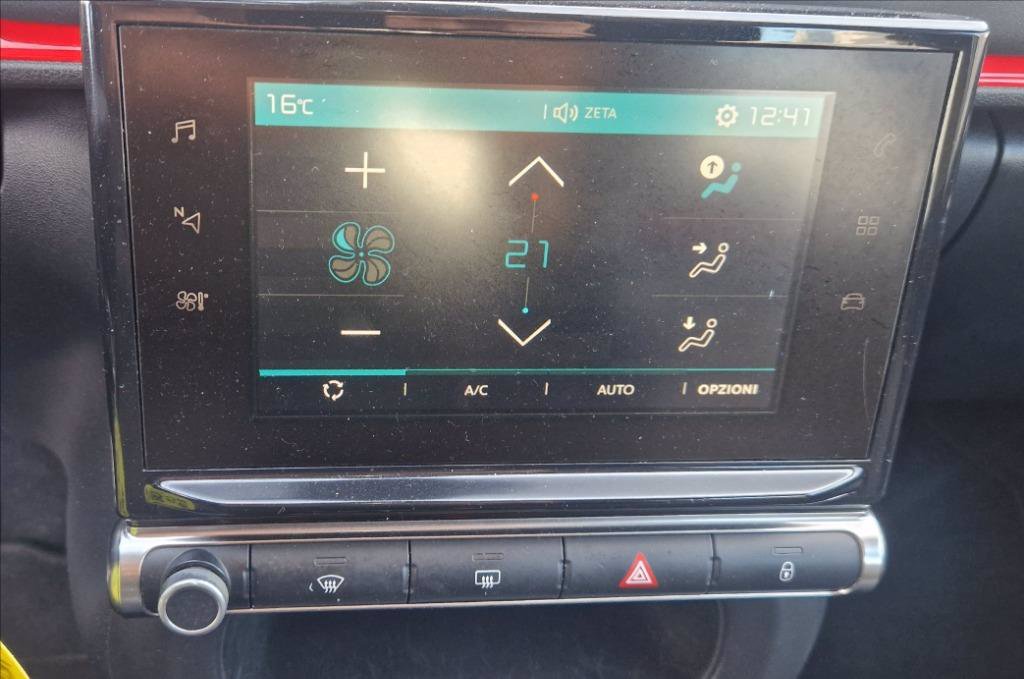 16°C
ZETA
12:41
N
21
A/C
AUTO
OPZIONI